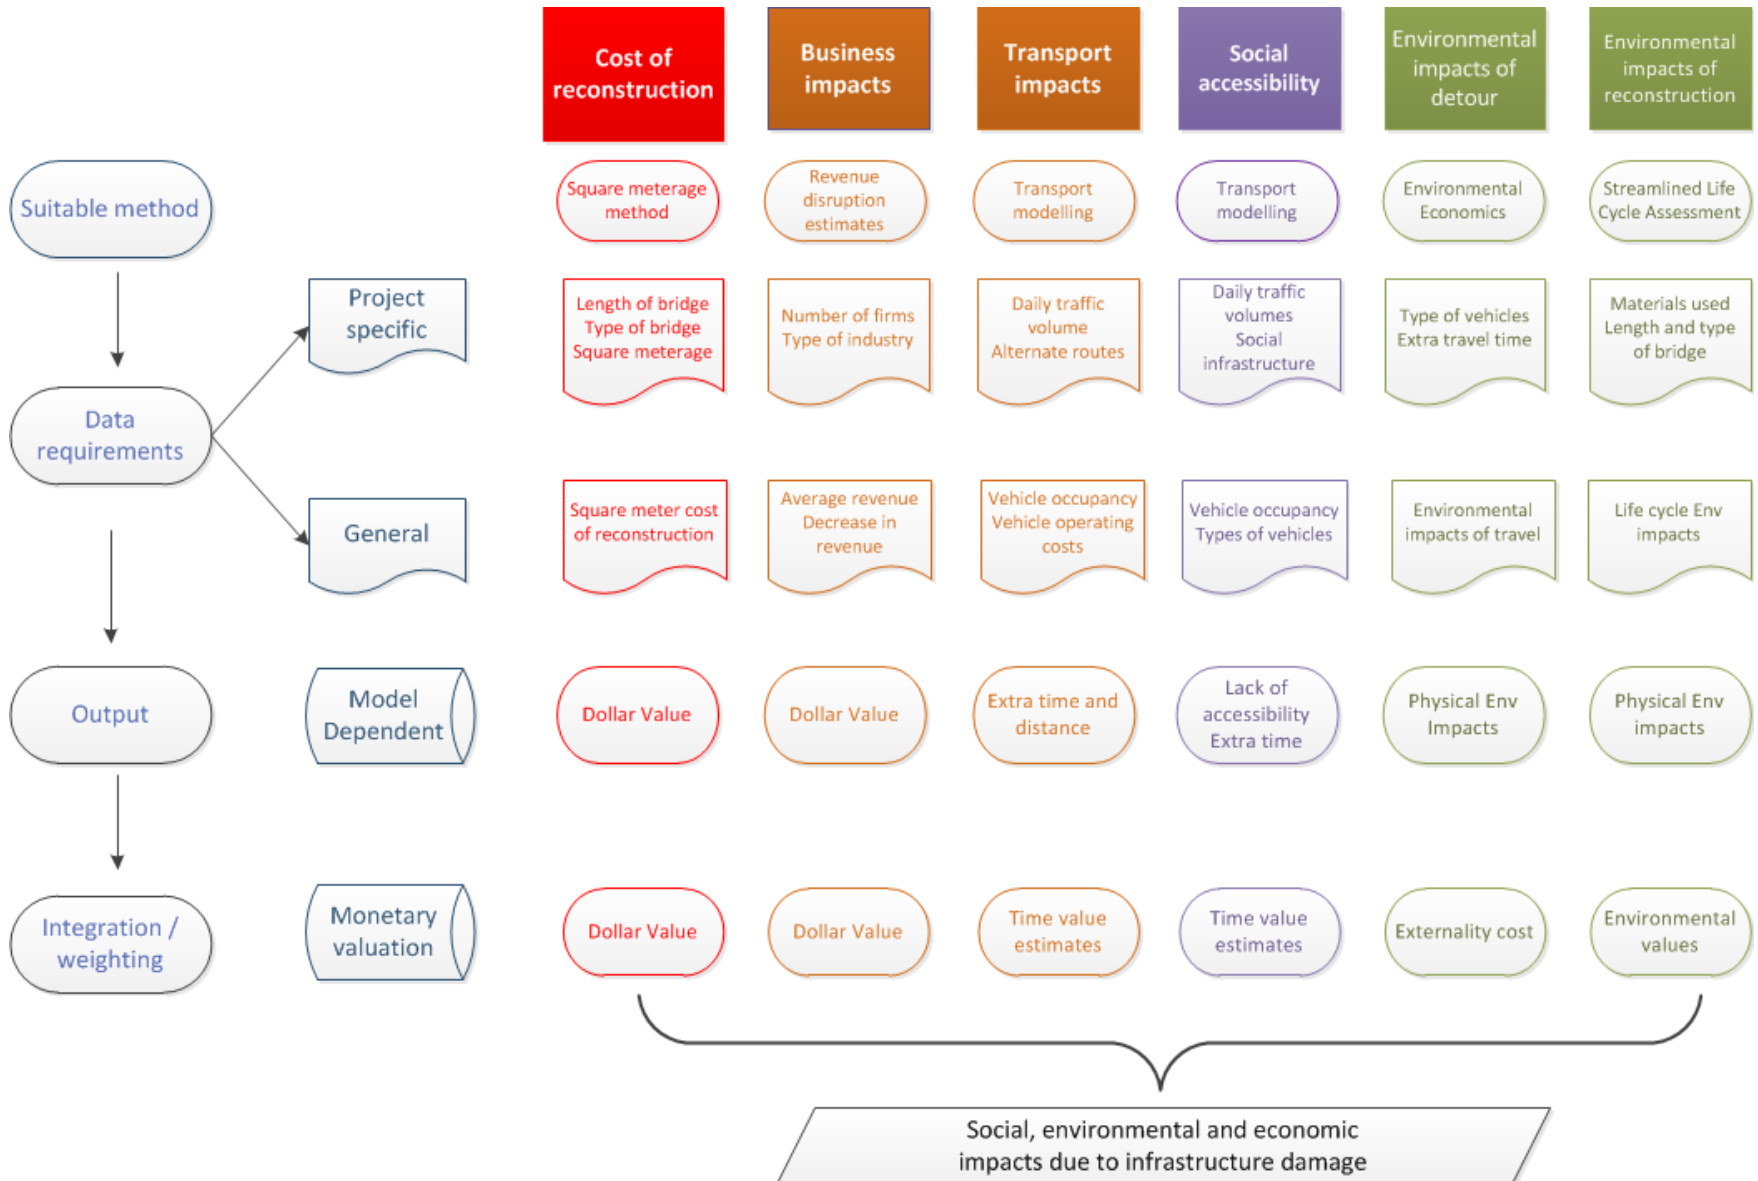 Cost of
reconstruction
Business
impacts
Transport
impacts
Social
accessibility
Environmental
impacts of
detour
Environmental
impacts of
reconstruction
Suitable method
Square meterage
method
Revenue
disruption
estimates
Transport
modelling
Transport
modelling
Environmental
Economics
Streamlined Life
Cycle Assessment
Data
requirements
Project
specific
Length of bridge
Type of bridge
Square meterage
Number of firms
Type of industry
Daily traffic
volume
Alternate routes
Daily traffic
volumes
Social
infrastructure
Type of vehicles
Extra travel time
Materials used
Length and type
of bridge
General
Square meter cost
of reconstruction
Average revenue
Decrease in
revenue
Vehicle occupancy
Vehicle operating
costs
Vehicle occupancy
Types of vehicles
Environmental
impacts of travel
Life cycle Env
impacts
Output
Model
Dependent
Dollar Value
Dollar Value
Extra time and
distance
Lack of
accessibility
Extra time
Physical Env
Impacts
Physical Env
impacts
Integration /
weighting
Monetary
valuation
Dollar Value
Dollar Value
Time value
estimates
Time value
estimates
Externality cost
Environmental
values
Social, environmental and economic
impacts due to infrastructure damage